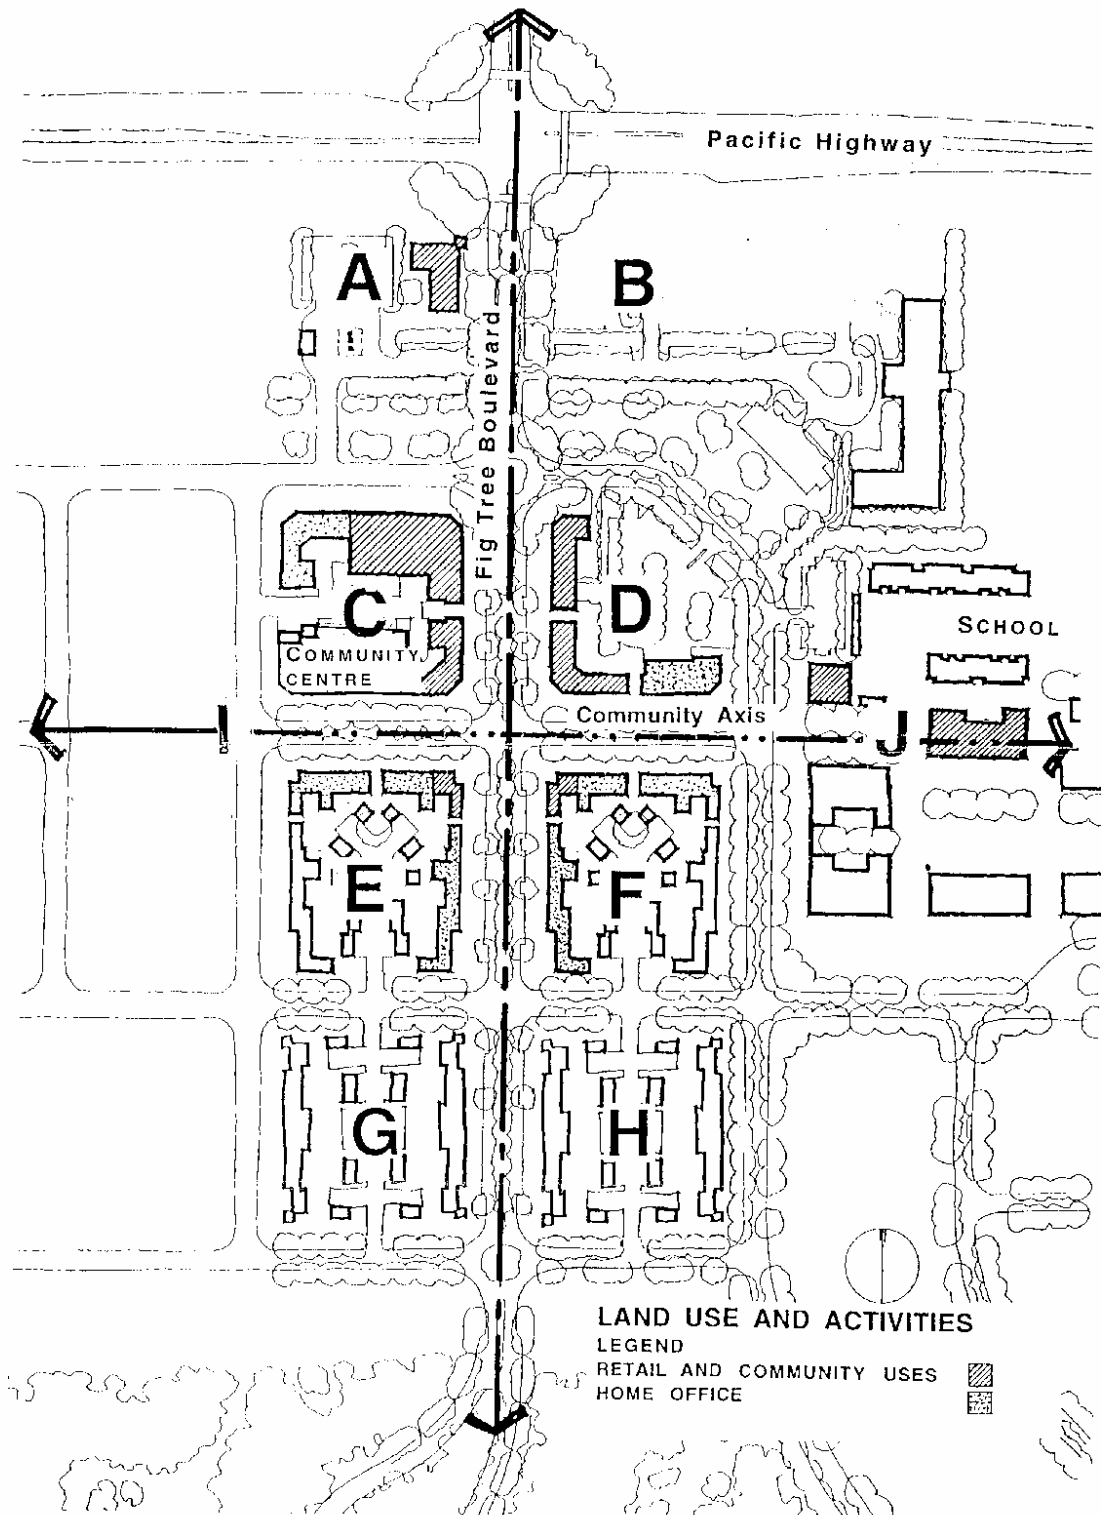 Pacific Highway
A
B
Fig Tree Boulevard
C
D
COMMUNITY
CENTRE
SCHOOL
Community Axis
J
E
F
G
H
LAND USE AND ACTIVITIES
LEGEND
RETAIL AND COMMUNITY USES
HOME OFFICE